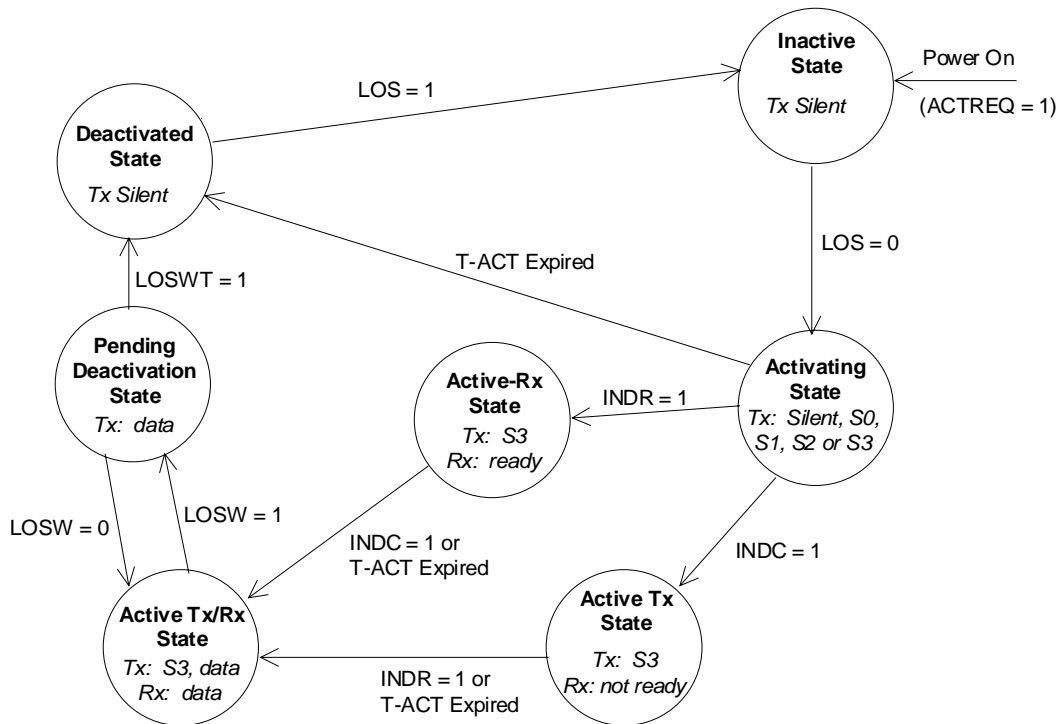 Inactive
State
Tx Silent
Power On
(ACTREQ = 1)
LOS = 1
Deactivated
State
Tx Silent
LOS = 0
T-ACT Expired
LOSWT = 1
Pending
Deactivation
State
Tx: data
Active-Rx
State
Tx: S3
Rx: ready
INDR = 1
Activating
State
Tx: Silent, S0,
S1, S2 or S3
LOSW = 0
LOSW = 1
INDC = 1 or
T-ACT Expired
INDC = 1
Active Tx/Rx
State
Tx: S3, data
Rx: data
INDR = 1 or
T-ACT Expired
Active Tx
State
Tx: S3
Rx: not ready